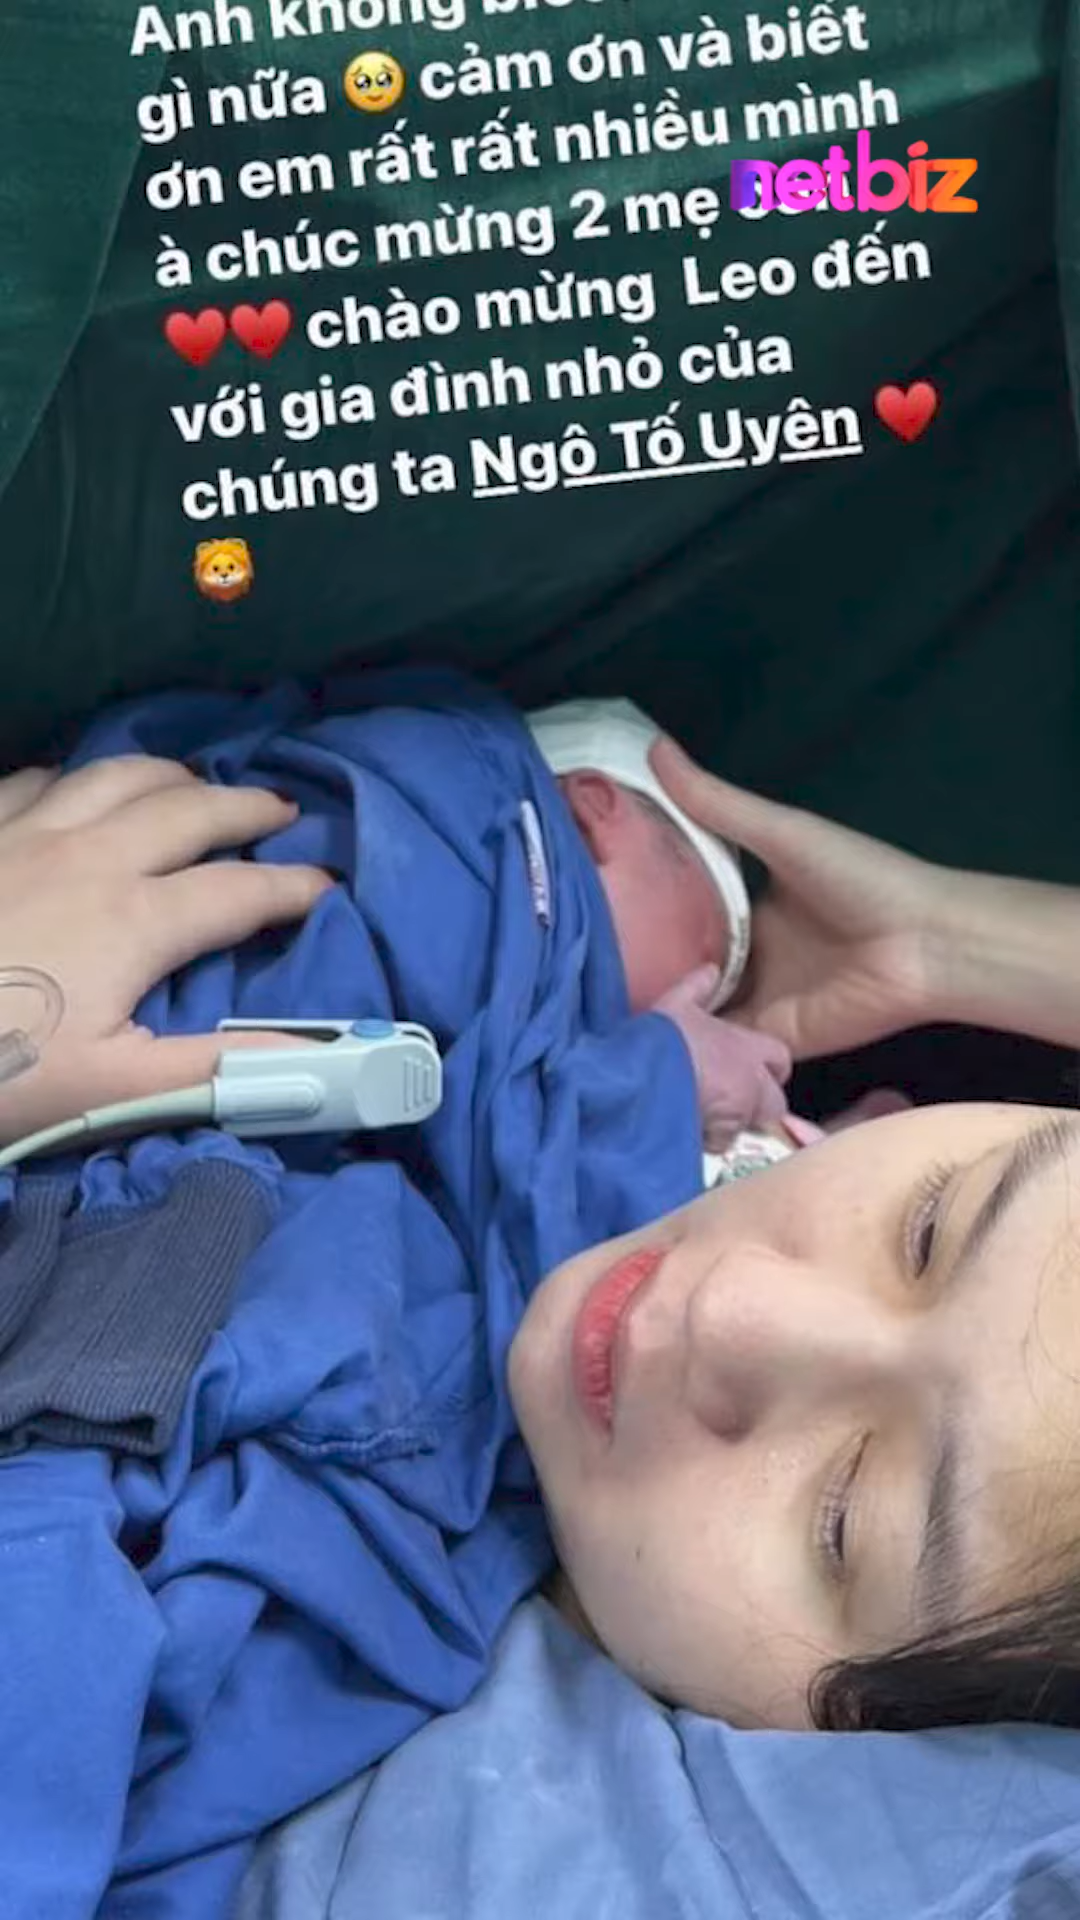 Anh không
gì nữa 🥹 cảm ơn và biết
ơn em rất rất nhiều mình
à chúc mừng 2 mẹ
netbiz
♥️♥️ chào mừng Leo đến
với gia đình nhỏ của
chúng ta Ngô Tố Uyên ♥️
🦁